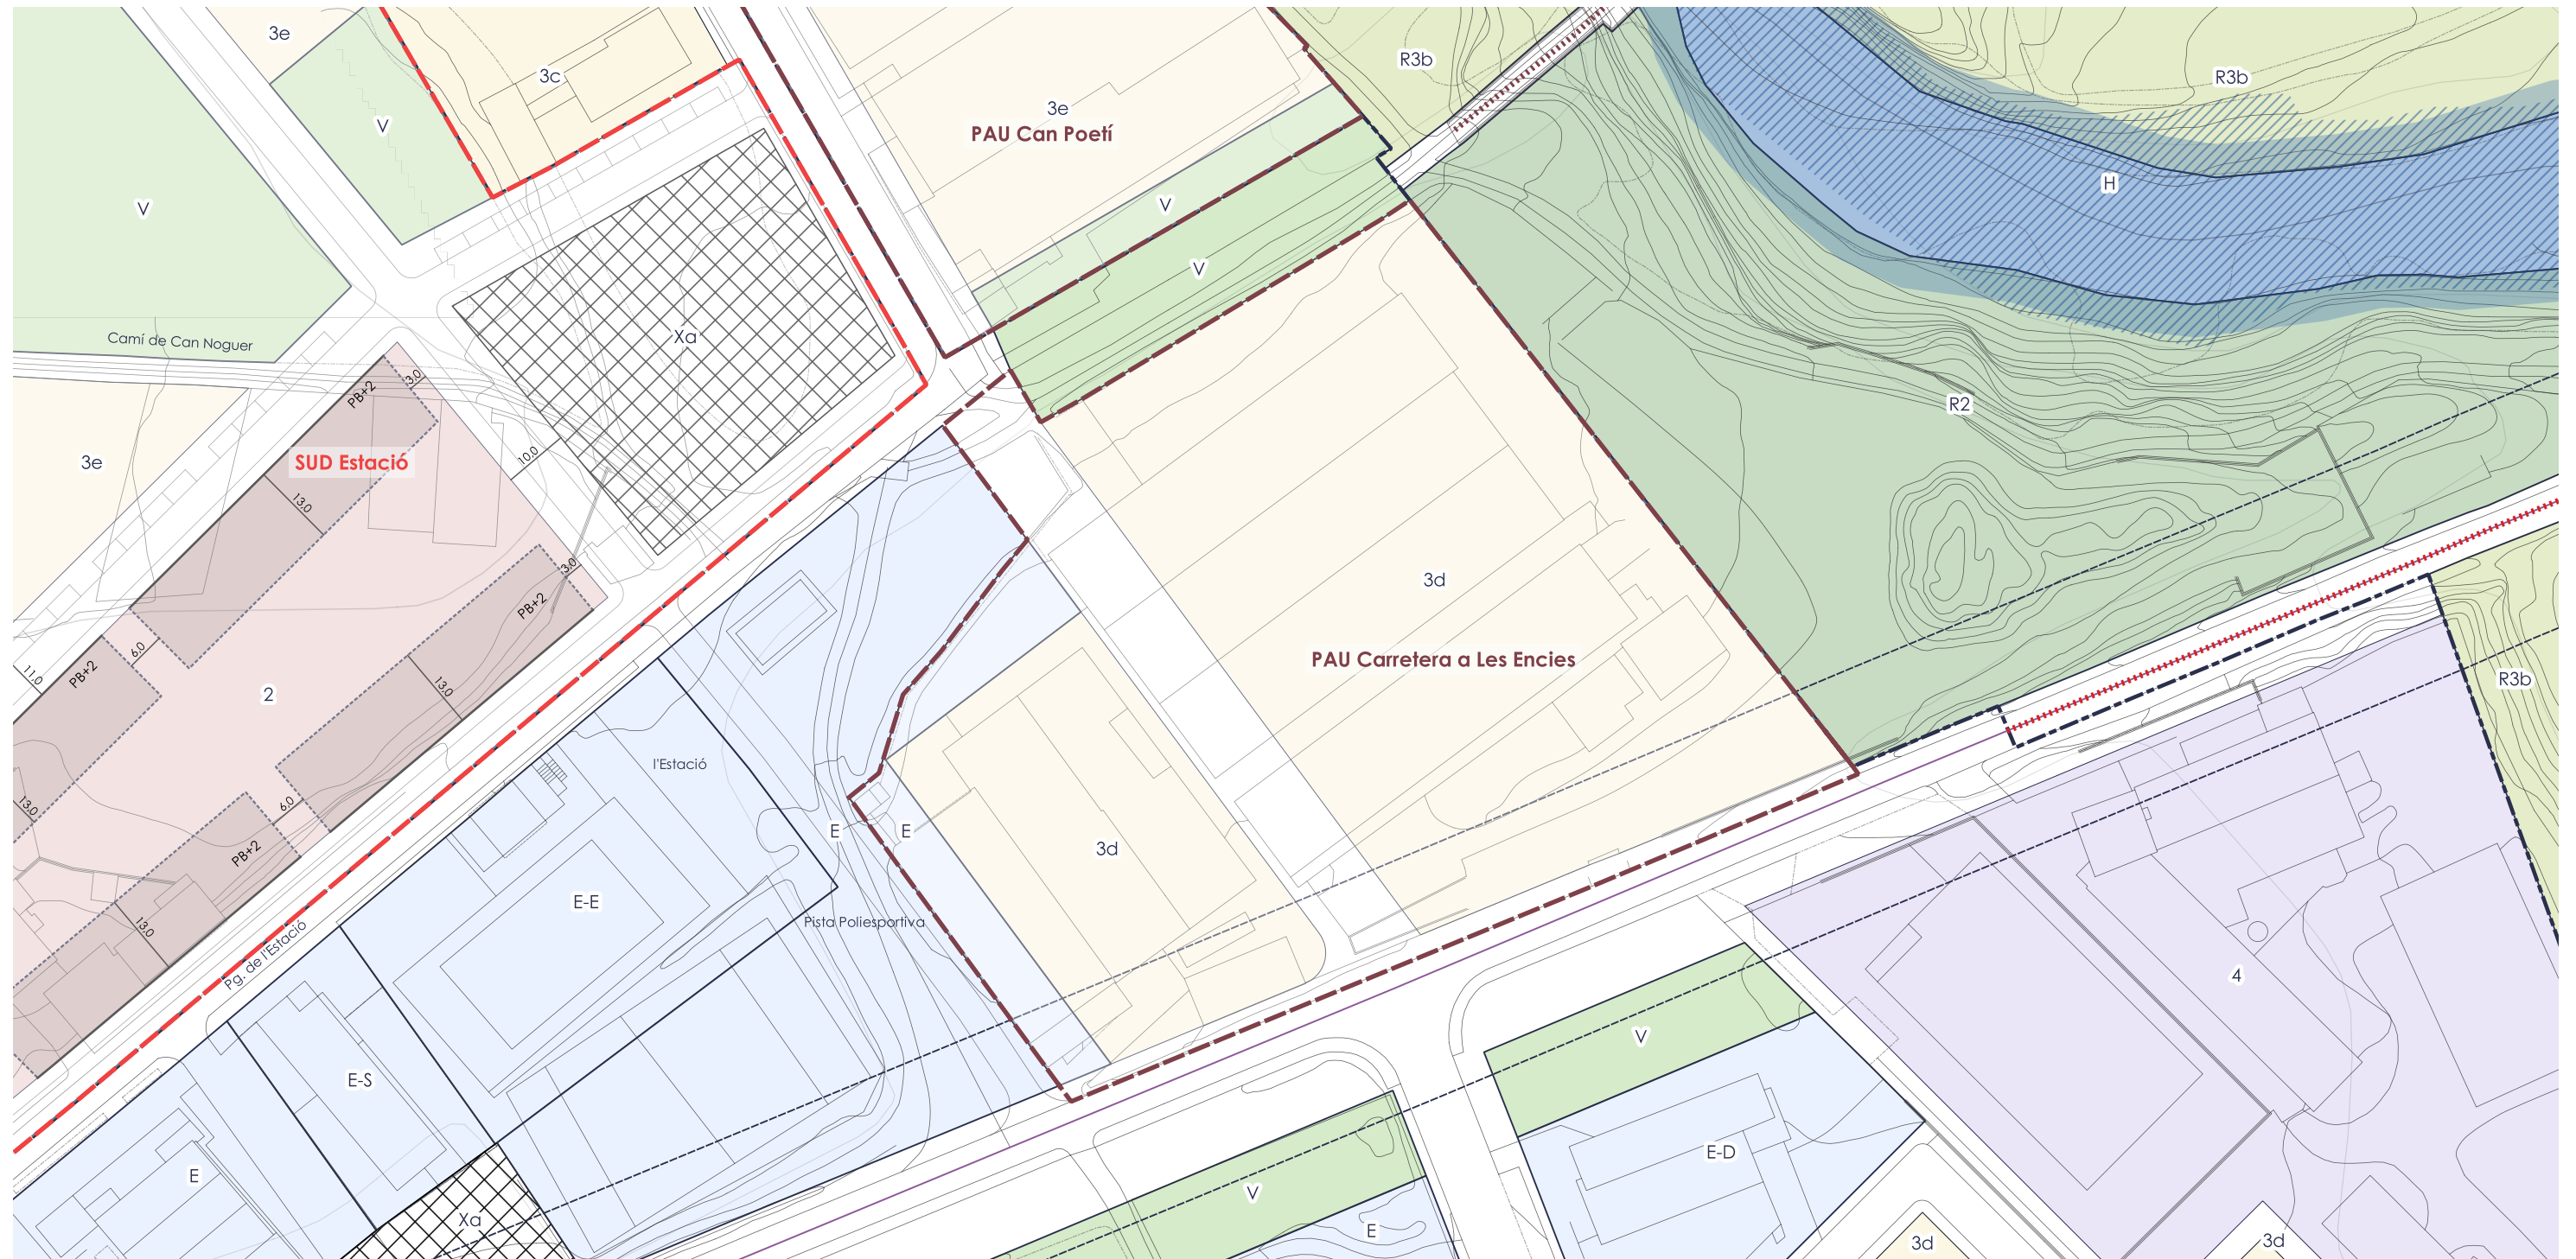 3e
3c
R3b
R3b
3e
PAU Can Poetí
V
V
V
H
V
Xa
Camí de Can Noguer
PB+2
3.0
R2
3e
SUD Estació
10.0
13.0
3.0
3d
PB+2
6.0
PAU Carretera a Les Encies
11.0
PB+2
13.0
R3b
2
l'Estació
13.0
6.0
E
E
3d
PB+2
E-E
Pista Poliesportiva
13.0
Pg. de l'Estació
4
V
E-S
E-D
E
V
Xa
E
3d
3d